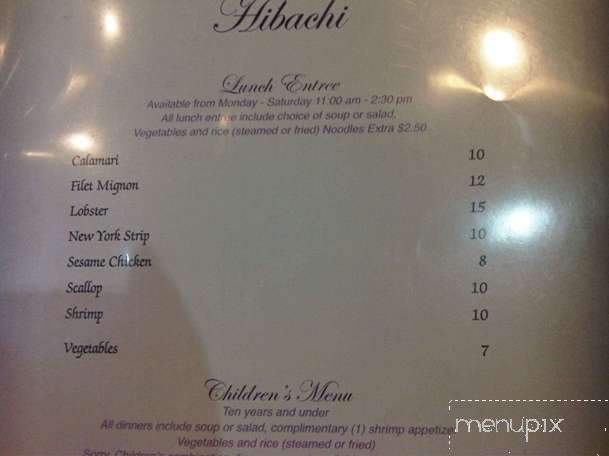 Hibachi
Lunch Entree
Available from Monday - Saturday 11:00 am - 2:30 pm
All lunch entree include choice of soup or salad,
Vegetables and rice (steamed or fried) Noodles Extra $2.50
Calamari 10
Filet Mignon 12
Lobster 15
New York Strip 10
Sesame Chicken 8
Scallop 10
Shrimp 10
Vegetables 7
Children's Menu
Ten years and under
All dinners include soup or salad, complimentary (1) shrimp appetizer
Vegetables and rice (steamed or fried)
Sorry, Children's
menupix